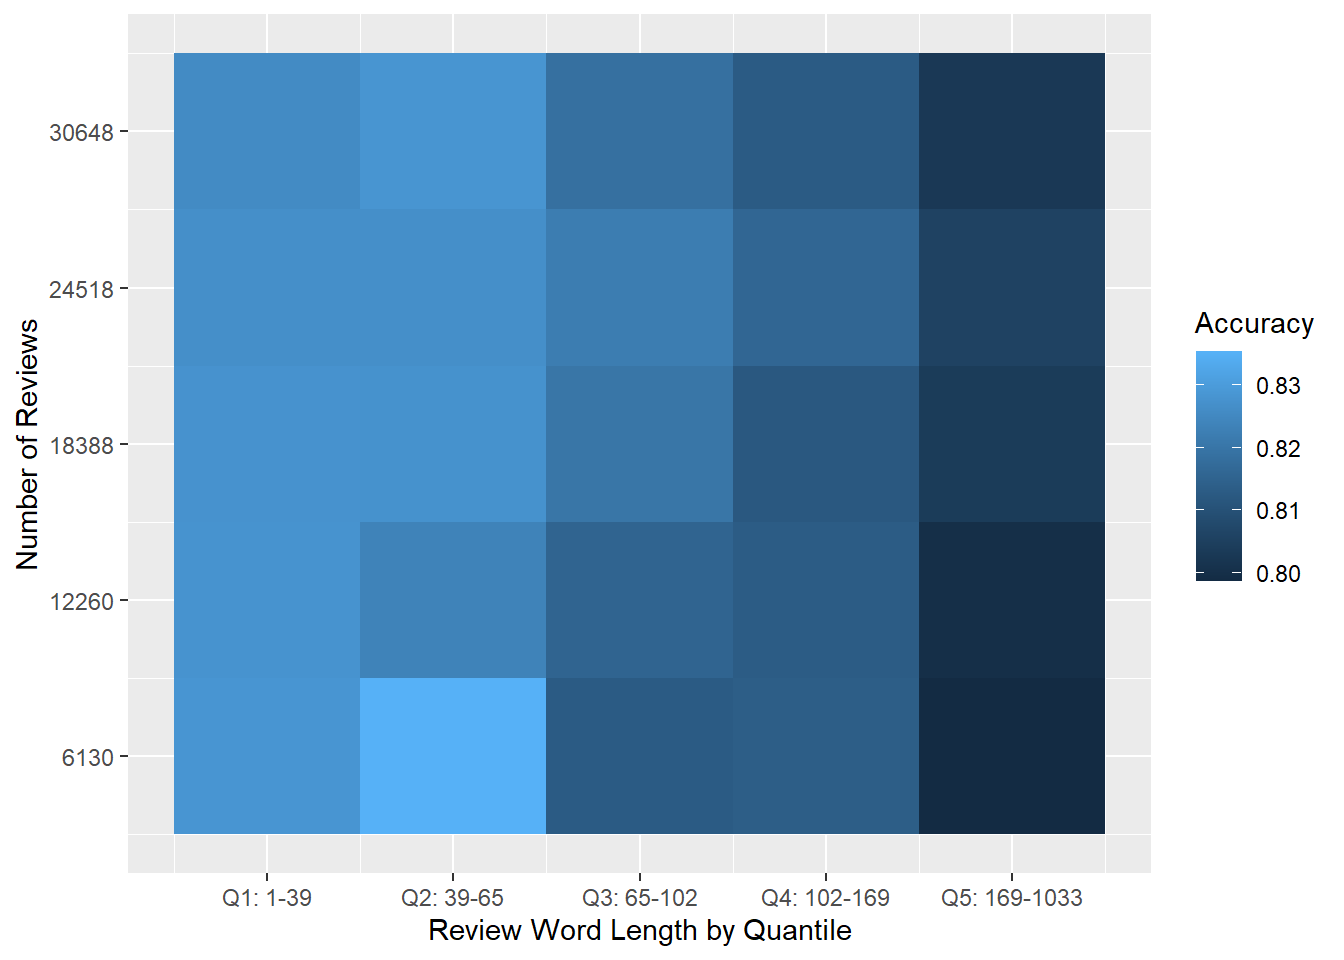 30648
24518
18388
12260
6130
Number of Reviews
Q1: 1-39
Q2: 39-65
Q3: 65-102
Q4: 102-169
Q5: 169-1033
Review Word Length by Quantile
Accuracy
0.83
0.82
0.81
0.80